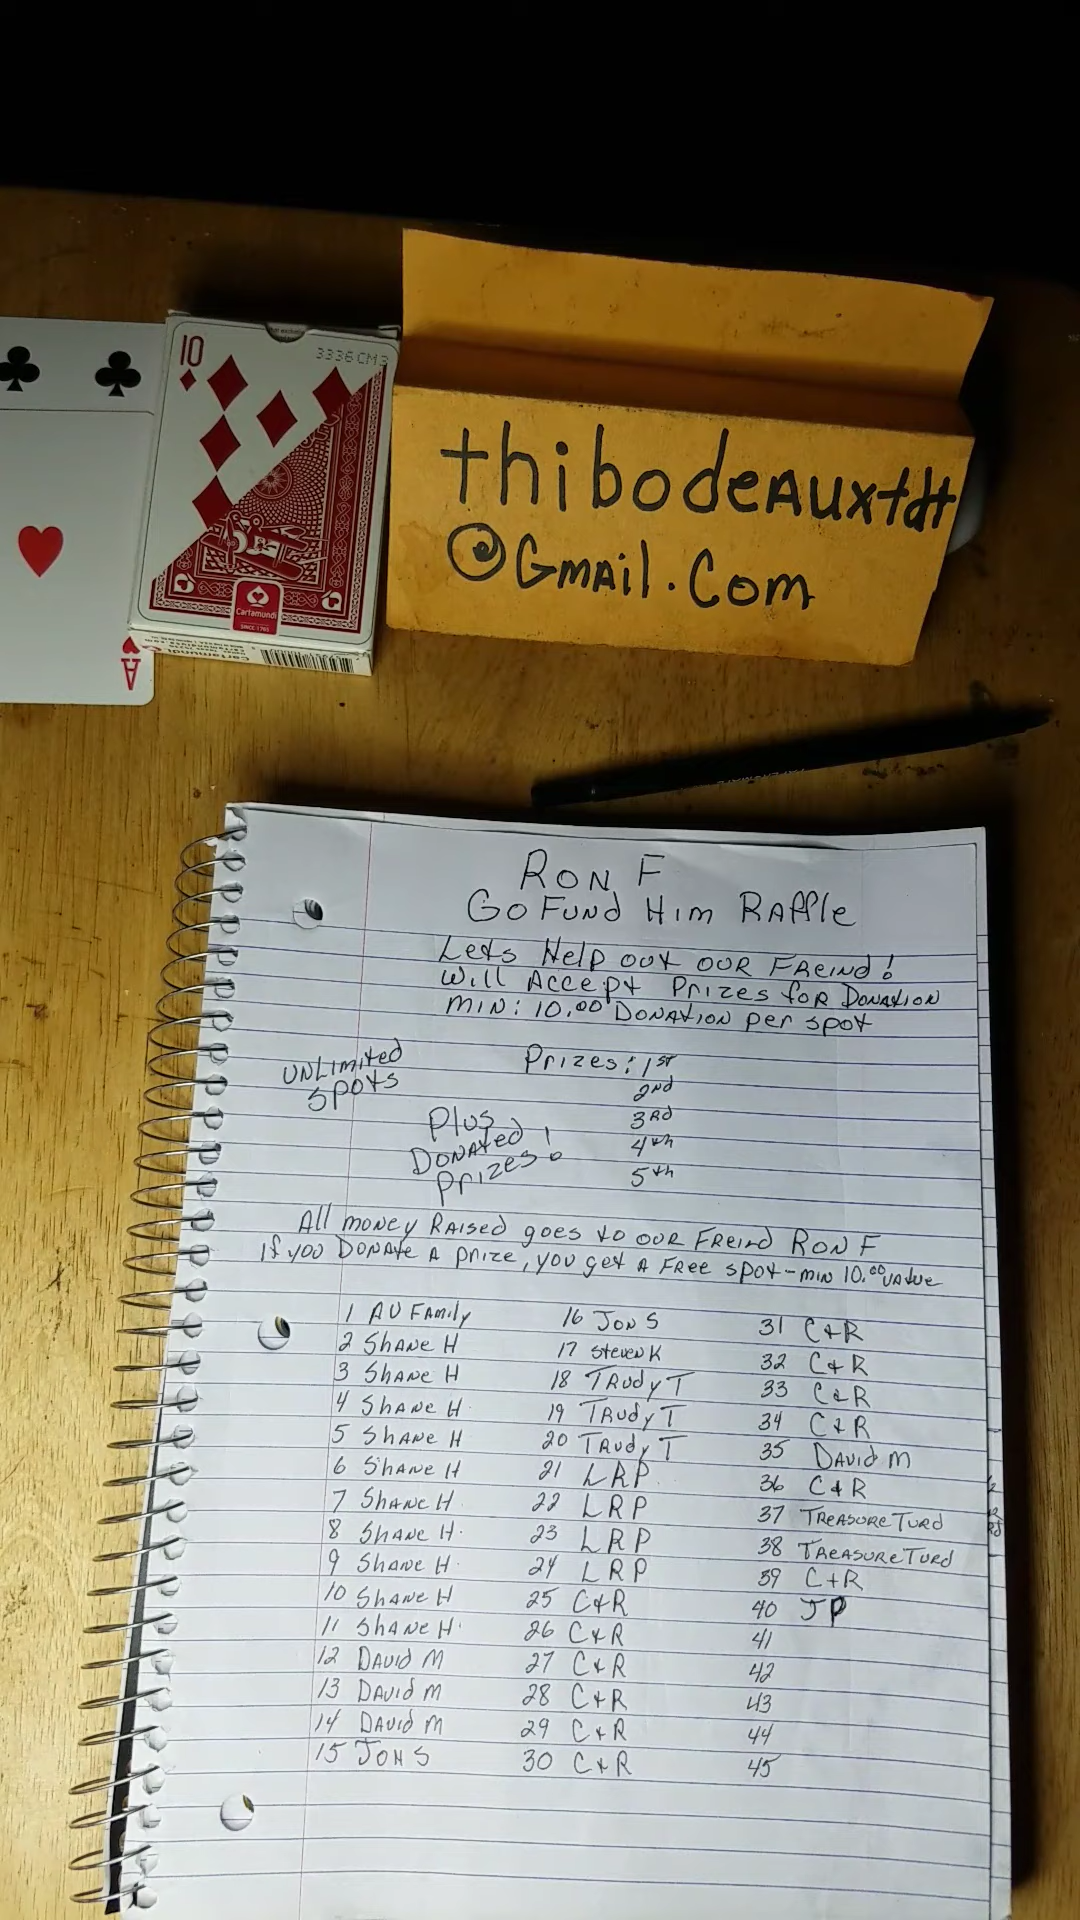 10
3336CM3
Cartamundi
SINCE 1765
A
thibodeAUxtdt
@GMAil.Com
RON F
GO FUNd HIM RAffle
Lets Help out OUR FREINd!
Will Accept Prizes foR DONATION
MIN: 10.00 DONATION per spot
UNLimited
spots
Prizes: 1ST
2Nd
3Rd
4th
5th
Plus
DONATED !
prizes!
All MONEY RAISED goes to OUR FREINd RON F
If you DONATE A prize, you get A FREE spot - MIN 10.00 VALUE
1 AU FAmily
2 SHANE H
3 SHANE H
4 SHANE H
5 SHANE H
6 SHANE H
7 SHANE H
8 SHANE H
9 SHANE H
10 SHANE H
11 SHANE H
12 DAVid M
13 DAVid M
14 DAVid M
15 JON S
16 JON S
17 STEVEN K
18 TRUdy T
19 TRUdy T
20 TRUdy T
21 LRP
22 LRP
23 LRP
24 LRP
25 C+R
26 C+R
27 C+R
28 C+R
29 C+R
30 C+R
31 C+R
32 C+R
33 C+R
34 C+R
35 DAVid M
36 C+R
37 TREASURE TURd
38 TREASURE TURd
39 C+R
40 JP
41
42
43
44
45